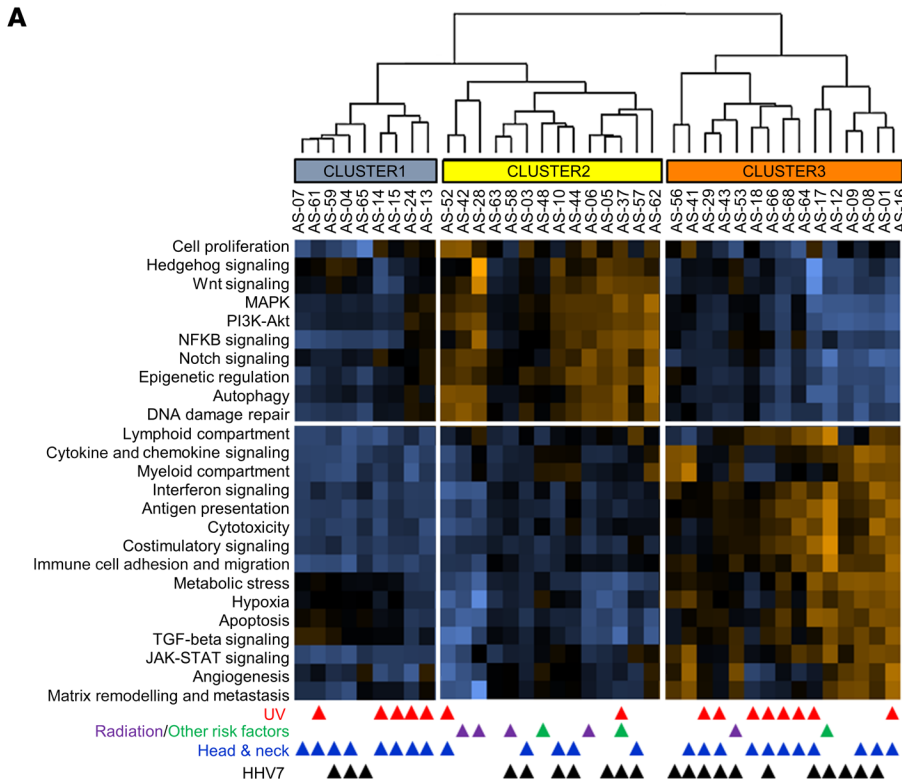 A
CLUSTER1 CLUSTER2 CLUSTER3
AS-07 AS-61 AS-59 AS-04 AS-65 AS-14 AS-15 AS-24 AS-13 AS-52 AS-42 AS-28 AS-63 AS-58 AS-03 AS-48 AS-10 AS-44 AS-06 AS-05 AS-37 AS-57 AS-62 AS-56 AS-41 AS-29 AS-43 AS-53 AS-18 AS-66 AS-68 AS-64 AS-17 AS-12 AS-09 AS-08 AS-01 AS-16
Cell proliferation
Hedgehog signaling
Wnt signaling
MAPK
PI3K-Akt
NFKB signaling
Notch signaling
Epigenetic regulation
Autophagy
DNA damage repair
Lymphoid compartment
Cytokine and chemokine signaling
Myeloid compartment
Interferon signaling
Antigen presentation
Cytotoxicity
Costimulatory signaling
Immune cell adhesion and migration
Metabolic stress
Hypoxia
Apoptosis
TGF-beta signaling
JAK-STAT signaling
Angiogenesis
Matrix remodelling and metastasis
UV
Radiation/Other risk factors
Head & neck
HHV7